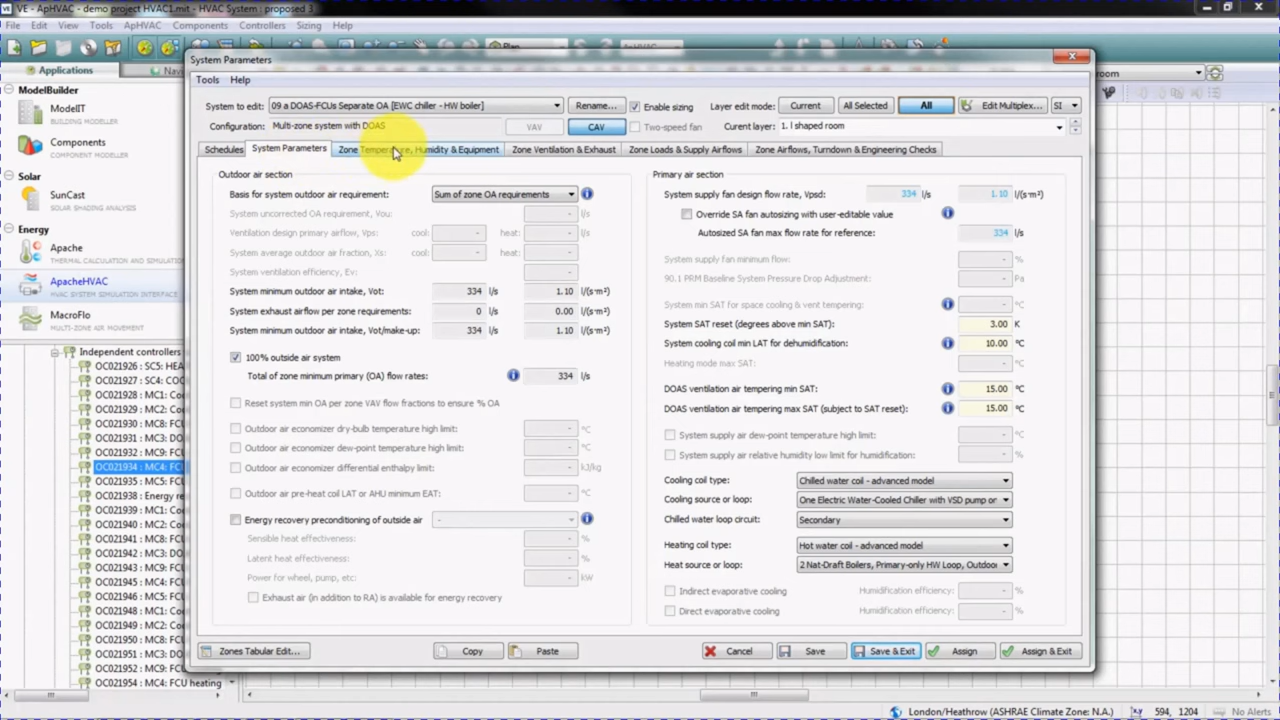 VE - ApHVAC - demo project HVAC1.mit - HVAC System : proposed 3
File Edit View Tools ApHVAC Components Controllers Sizing Help
Plan
Applications
room
ModelBuilder
ModelIT
BUILDING MODELLER
Components
COMPONENT MODELLER
Solar
SunCast
SOLAR SHADING ANALYSIS
Energy
Apache
THERMAL CALCULATION AND
ApacheHVAC
HVAC SYSTEM SIMULATION INTERFACE
MacroFlo
MULTI-ZONE AIR MOVEMENT
Independent controllers
OC021926 : SC5: HEA
OC021927 : SC4: COO
OC021928 : MC1: Coo
OC021929 : MC2: Coo
OC021930 : MC8: FCU
OC021931 : MC3: DO
OC021932 : MC9: FCU
OC021934 : MC4: FCU
OC021935 : MC5: FCU
OC021938 : Energy re
OC021939 : MC1: Coo
OC021940 : MC2: Coo
OC021941 : MC8: FCU
OC021942 : MC3: DO
OC021943 : MC9: FCU
OC021945 : MC4: FCU
OC021946 : MC5: FCU
OC021948 : MC1: Coo
OC021949 : MC2: Coo
OC021950 : MC8: FCU
OC021951 : MC3: DO
OC021952 : MC9: FCU
OC021954 : MC4: FCU heating
System Parameters
Tools Help
System to edit: 09 a DOAS-FCUs Separate OA [EWC chiller - HW boiler] Rename... Enable sizing Layer edit mode: Current All Selected All Edit Multiplex... SI
Configuration: Multi-zone system with DOAS VAV CAV Two-speed fan Curent layer: 1. l shaped room
Schedules System Parameters Zone Temperature, Humidity & Equipment Zone Ventilation & Exhaust Zone Loads & Supply Airflows Zone Airflows, Turndown & Engineering Checks
Outdoor air section
Basis for system outdoor air requirement: Sum of zone OA requirements
System uncorrected OA requirement, Vou: - l/s
Ventilation design primary airflow, Vps: cool: - heat: - l/s
System average outdoor air fraction, Xs: cool: - heat: -
System ventilation efficiency, Ev: -
System minimum outdoor air intake, Vot: 334 l/s 1.10 l/(s·m²)
System exhaust airflow per zone requirements: 0 l/s 0.00 l/(s·m²)
System minimum outdoor air intake, Vot/make-up: 334 l/s 1.10 l/(s·m²)
100% outside air system
Total of zone minimum primary (OA) flow rates: 334 l/s
Reset system min OA per zone VAV flow fractions to ensure % OA
Outdoor air economizer dry-bulb temperature high limit: - °C
Outdoor air economizer dew-point temperature high limit: - °C
Outdoor air economizer differential enthalpy limit: - kJ/kg
Outdoor air pre-heat coil LAT or AHU minimum EAT: - °C
Energy recovery preconditioning of outside air -
Sensible heat effectiveness: - %
Latent heat effectiveness: - %
Power for wheel, pump, etc: - kW
Exhaust air (in addition to RA) is available for energy recovery
Primary air section
System supply fan design flow rate, Vpsd: 334 l/s 1.10 l/(s·m²)
Override SA fan autosizing with user-editable value
Autosized SA fan max flow rate for reference: 334 l/s
System supply fan minimum flow: - %
90.1 PRM Baseline System Pressure Drop Adjustment: - Pa
System min SAT for space cooling & vent tempering: - °C
System SAT reset (degrees above min SAT): 3.00 K
System cooling coil min LAT for dehumidification: 10.00 °C
Heating mode max SAT: - °C
DOAS ventilation air tempering min SAT: 15.00 °C
DOAS ventilation air tempering max SAT (subject to SAT reset): 15.00 °C
System supply air dew-point temperature high limit: - °C
System supply air relative humidity low limit for humidification: - %
Cooling coil type: Chilled water coil - advanced model
Cooling source or loop: One Electric Water-Cooled Chiller with VSD pump on
Chilled water loop circuit: Secondary
Heating coil type: Hot water coil - advanced model
Heat source or loop: 2 Nat-Draft Boilers, Primary-only HW Loop, Outdoo
Indirect evaporative cooling Humidification efficiency: - %
Direct evaporative cooling Humidification efficiency: - %
Zones Tabular Edit... Copy Paste Cancel Save Save & Exit Assign Assign & Exit
London/Heathrow (ASHRAE Climate Zone: N.A.) 594, 1204 No Alerts